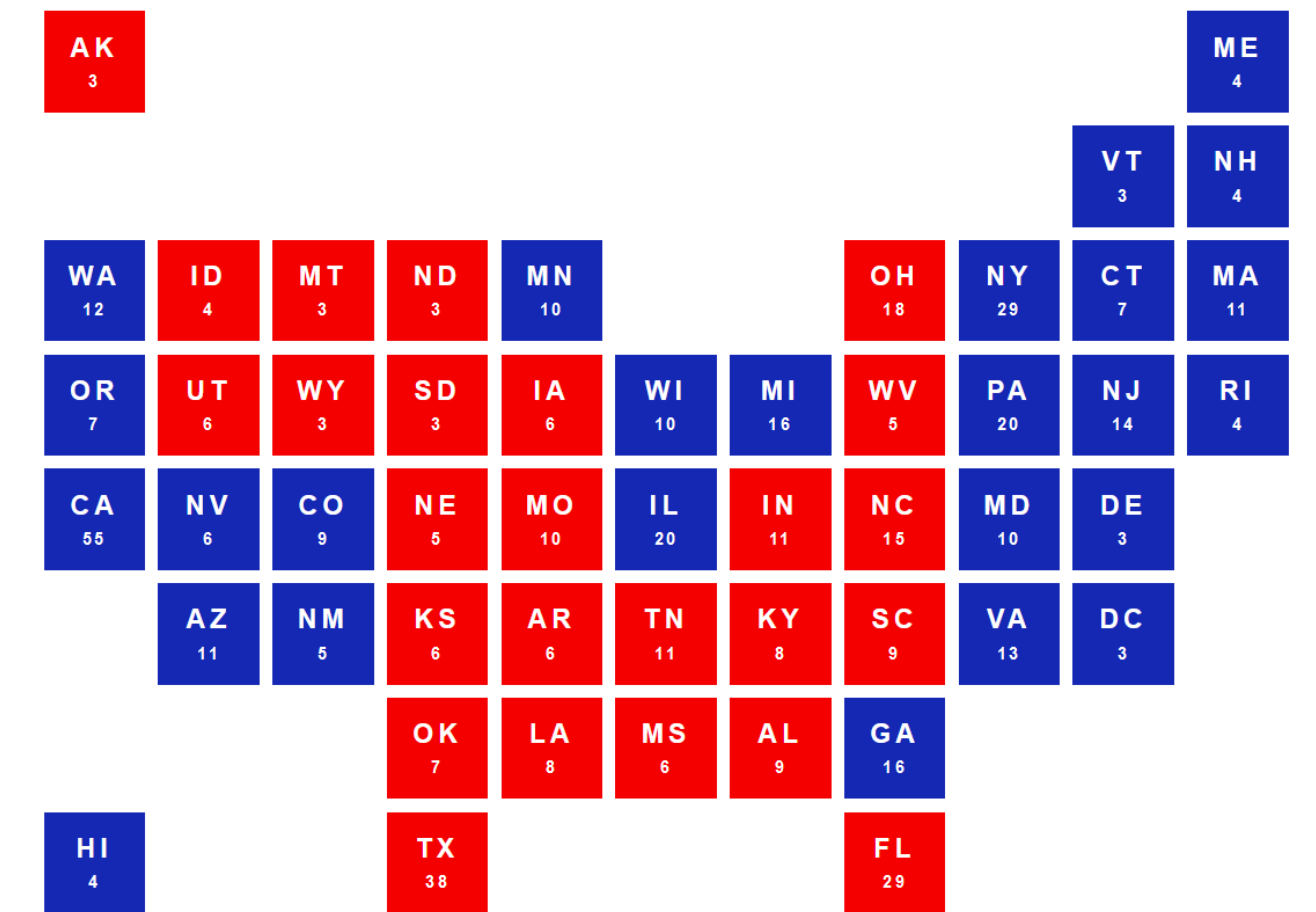 AK
3
ME
4
VT
3
NH
4
WA
12
ID
4
MT
3
ND
3
MN
10
OH
18
NY
29
CT
7
MA
11
OR
7
UT
6
WY
3
SD
3
IA
6
WI
10
MI
16
WV
5
PA
20
NJ
14
RI
4
CA
55
NV
6
CO
9
NE
5
MO
10
IL
20
IN
11
NC
15
MD
10
DE
3
AZ
11
NM
5
KS
6
AR
6
TN
11
KY
8
SC
9
VA
13
DC
3
OK
7
LA
8
MS
6
AL
9
GA
16
HI
4
TX
38
FL
29